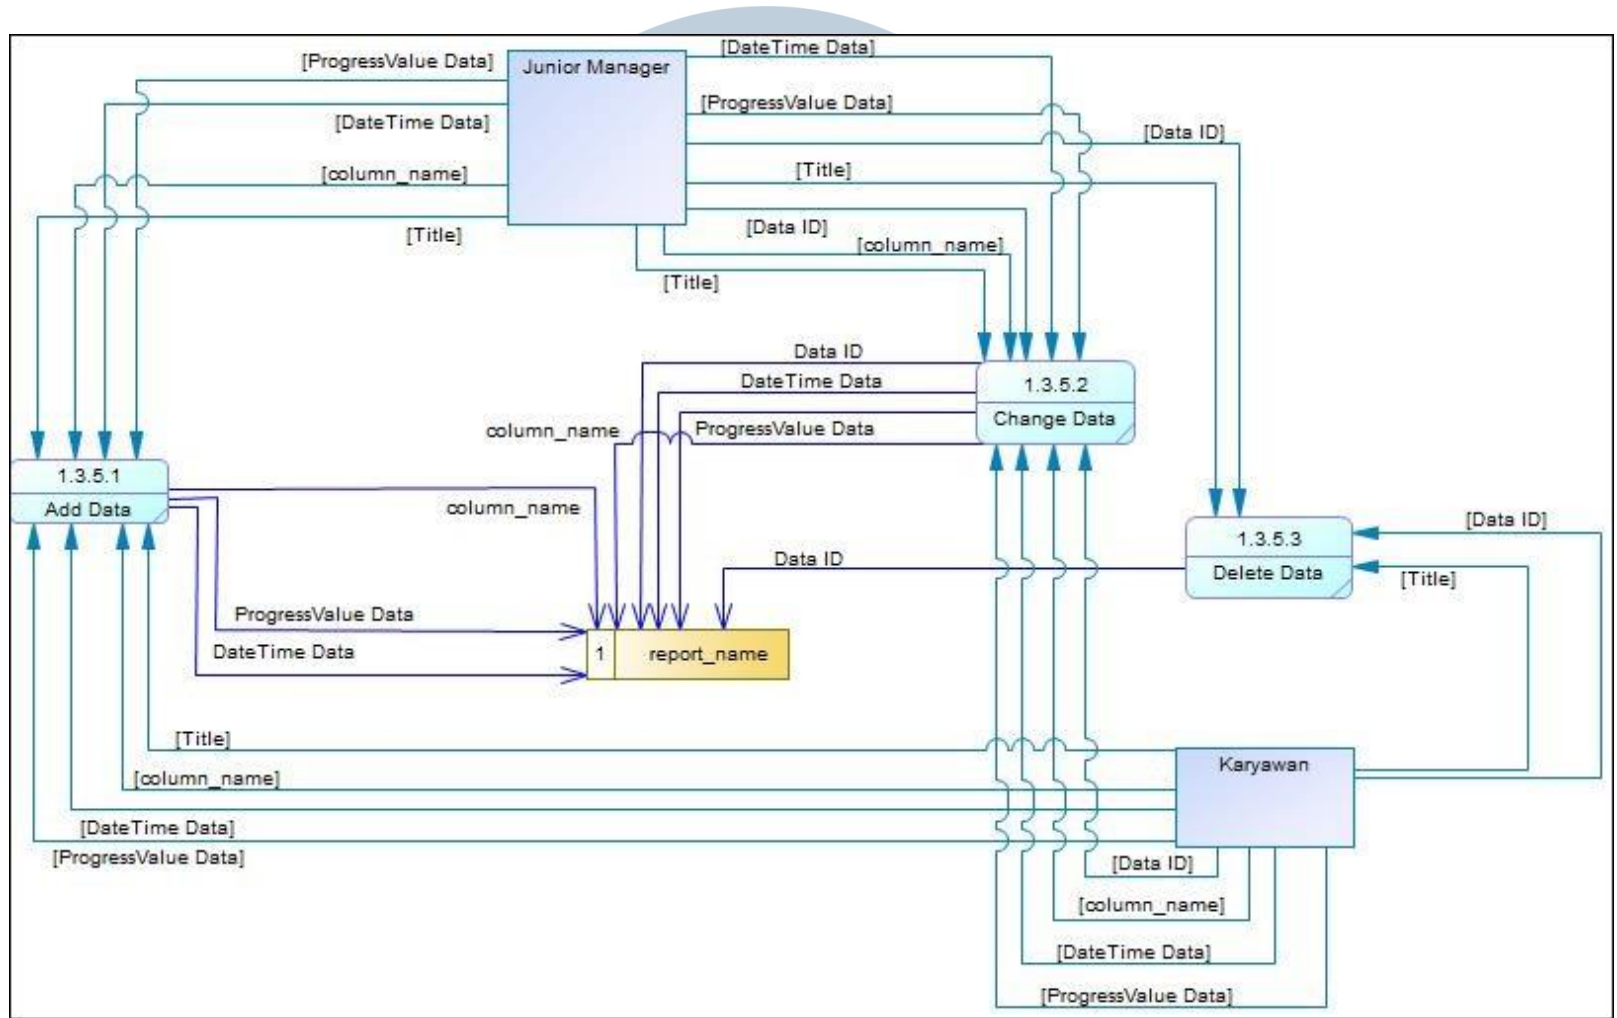 [DateTime Data]
[ProgressValue Data]
Junior Manager
[ProgressValue Data]
[DateTime Data]
[Data ID]
[column_name]
[Title]
[Title]
[Data ID]
[column_name]
[Title]
Data ID
DateTime Data
1.3.5.2
Change Data
column_name
ProgressValue Data
1.3.5.1
Add Data
column_name
[Data ID]
1.3.5.3
Delete Data
Data ID
[Title]
ProgressValue Data
DateTime Data
1
report_name
[Title]
Karyawan
[column_name]
[DateTime Data]
[ProgressValue Data]
[Data ID]
[column_name]
[DateTime Data]
[ProgressValue Data]